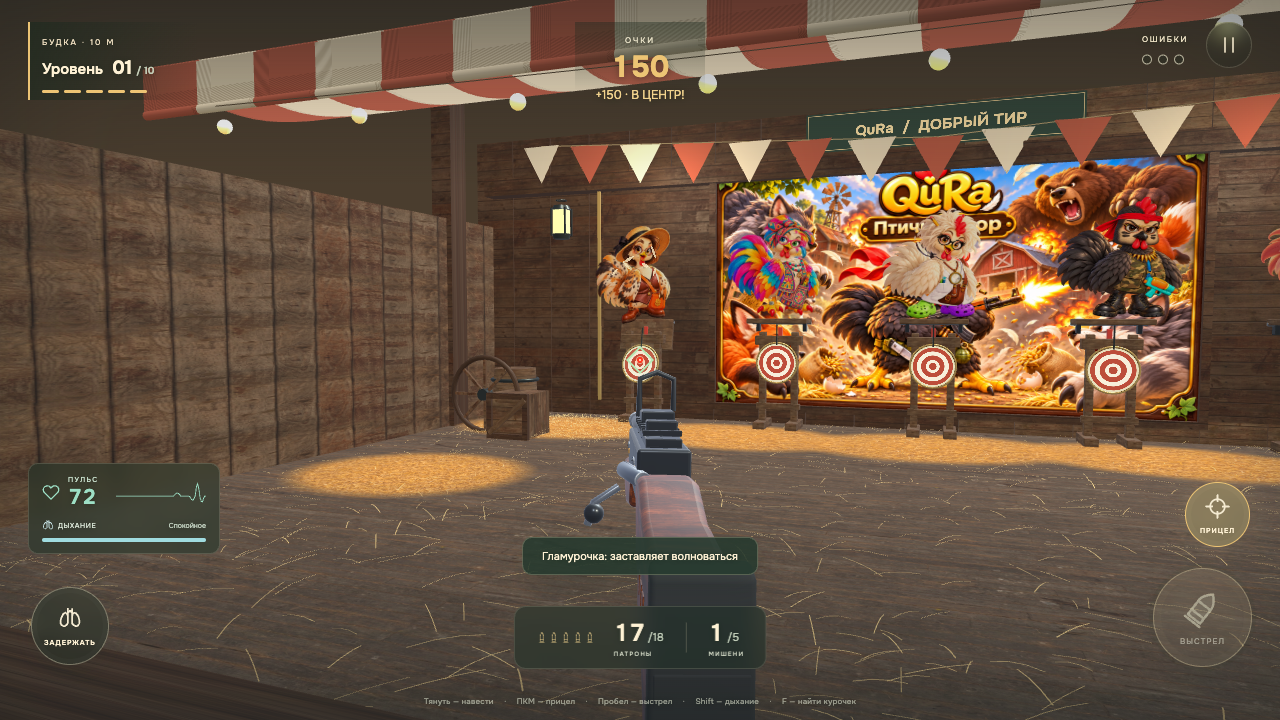 БУДКА · 10 М
Уровень 01 / 10
ОЧКИ
150
+150 · В ЦЕНТР!
ОШИБКИ
QuRa / ДОБРЫЙ ТИР
QuRa
ПУЛЬС
72
ДЫХАНИЕ
Спокойное
ЗАДЕРЖАТЬ
ПРИЦЕЛ
ВЫСТРЕЛ
Гламурочка: заставляет волноваться
17 /18
ПАТРОНЫ
1 /5
МИШЕНИ
Тянуть — навести · ПКМ — прицел · Пробел — выстрел · Shift — дыхание · F — найти курочек